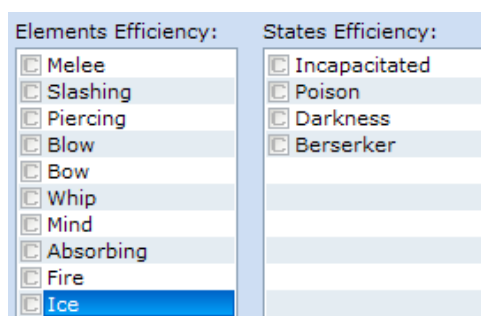 Elements Efficiency:
C Melee
C Slashing
C Piercing
C Blow
C Bow
C Whip
C Mind
C Absorbing
C Fire
C Ice
States Efficiency:
C Incapacitated
C Poison
C Darkness
C Berserker